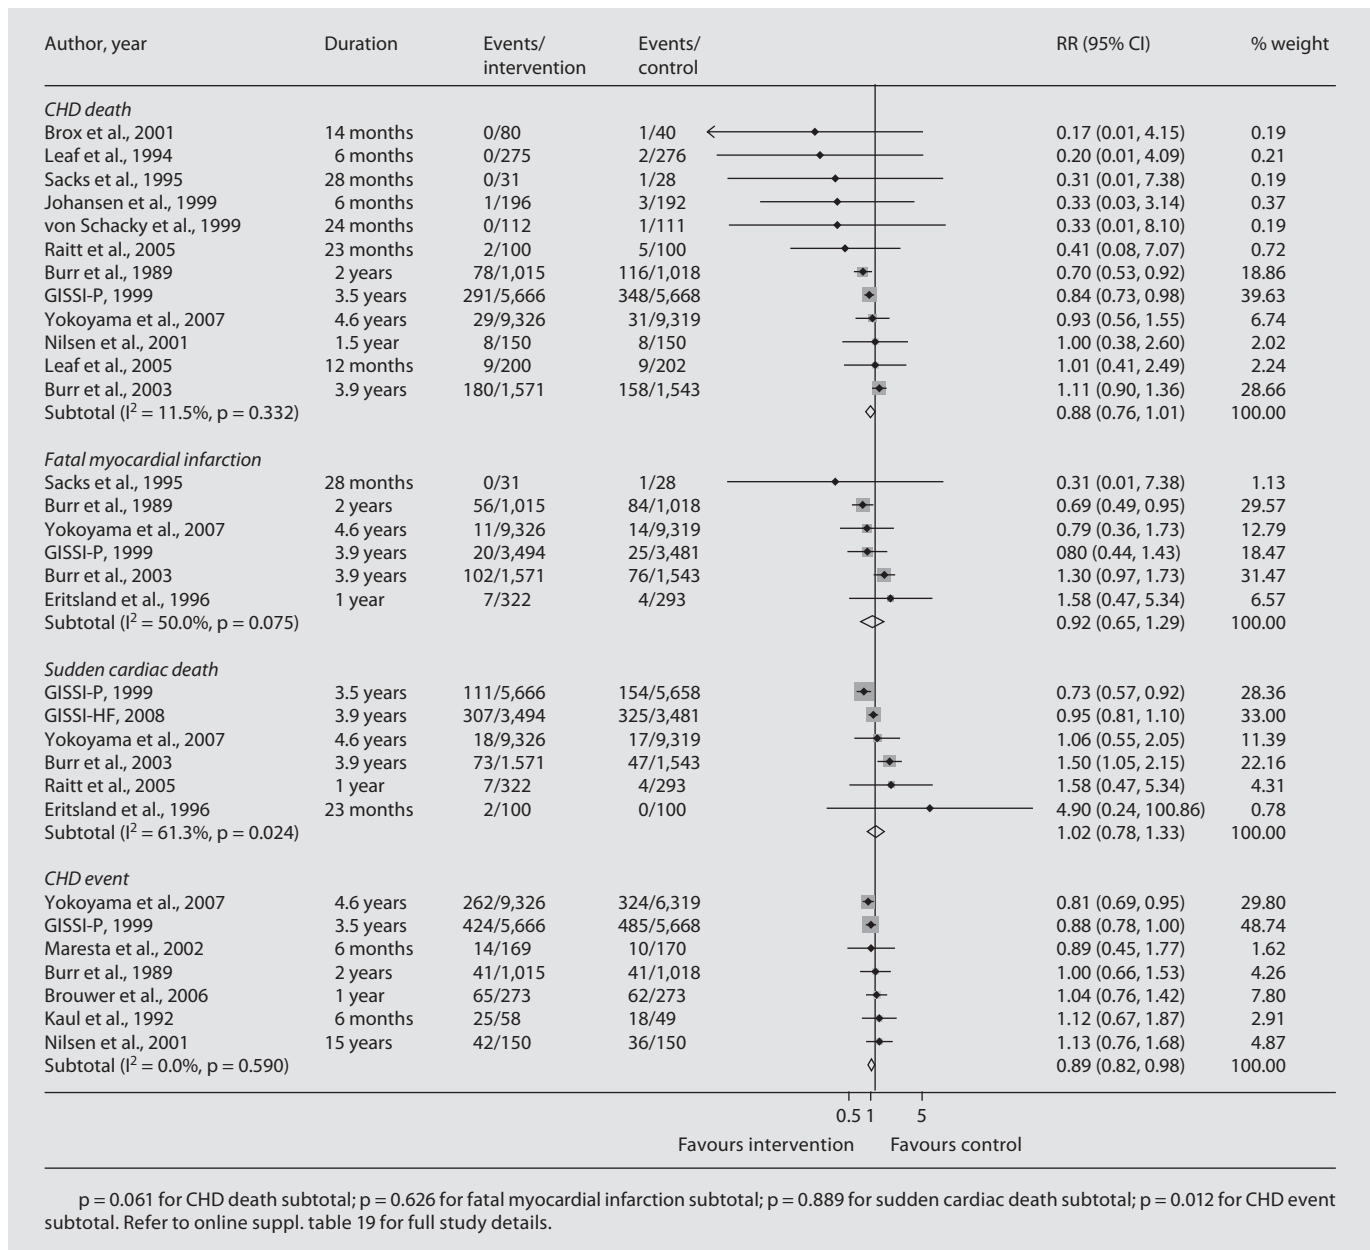 Author, year Duration Events/ intervention Events/ control RR (95% CI) % weight
CHD death
Brox et al., 2001 14 months 0/80 1/40 0.17 (0.01, 4.15) 0.19
Leaf et al., 1994 6 months 0/275 2/276 0.20 (0.01, 4.09) 0.21
Sacks et al., 1995 28 months 0/31 1/28 0.31 (0.01, 7.38) 0.19
Johansen et al., 1999 6 months 1/196 3/192 0.33 (0.03, 3.14) 0.37
von Schacky et al., 1999 24 months 0/112 1/111 0.33 (0.01, 8.10) 0.19
Raitt et al., 2005 23 months 2/100 5/100 0.41 (0.08, 7.07) 0.72
Burr et al., 1989 2 years 78/1,015 116/1,018 0.70 (0.53, 0.92) 18.86
GISSI-P, 1999 3.5 years 291/5,666 348/5,668 0.84 (0.73, 0.98) 39.63
Yokoyama et al., 2007 4.6 years 29/9,326 31/9,319 0.93 (0.56, 1.55) 6.74
Nilsen et al., 2001 1.5 year 8/150 8/150 1.00 (0.38, 2.60) 2.02
Leaf et al., 2005 12 months 9/200 9/202 1.01 (0.41, 2.49) 2.24
Burr et al., 2003 3.9 years 180/1,571 158/1,543 1.11 (0.90, 1.36) 28.66
Subtotal (I² = 11.5%, p = 0.332) 0.88 (0.76, 1.01) 100.00
Fatal myocardial infarction
Sacks et al., 1995 28 months 0/31 1/28 0.31 (0.01, 7.38) 1.13
Burr et al., 1989 2 years 56/1,015 84/1,018 0.69 (0.49, 0.95) 29.57
Yokoyama et al., 2007 4.6 years 11/9,326 14/9,319 0.79 (0.36, 1.73) 12.79
GISSI-P, 1999 3.9 years 20/3,494 25/3,481 080 (0.44, 1.43) 18.47
Burr et al., 2003 3.9 years 102/1,571 76/1,543 1.30 (0.97, 1.73) 31.47
Eritsland et al., 1996 1 year 7/322 4/293 1.58 (0.47, 5.34) 6.57
Subtotal (I² = 50.0%, p = 0.075) 0.92 (0.65, 1.29) 100.00
Sudden cardiac death
GISSI-P, 1999 3.5 years 111/5,666 154/5,658 0.73 (0.57, 0.92) 28.36
GISSI-HF, 2008 3.9 years 307/3,494 325/3,481 0.95 (0.81, 1.10) 33.00
Yokoyama et al., 2007 4.6 years 18/9,326 17/9,319 1.06 (0.55, 2.05) 11.39
Burr et al., 2003 3.9 years 73/1.571 47/1,543 1.50 (1.05, 2.15) 22.16
Raitt et al., 2005 1 year 7/322 4/293 1.58 (0.47, 5.34) 4.31
Eritsland et al., 1996 23 months 2/100 0/100 4.90 (0.24, 100.86) 0.78
Subtotal (I² = 61.3%, p = 0.024) 1.02 (0.78, 1.33) 100.00
CHD event
Yokoyama et al., 2007 4.6 years 262/9,326 324/6,319 0.81 (0.69, 0.95) 29.80
GISSI-P, 1999 3.5 years 424/5,666 485/5,668 0.88 (0.78, 1.00) 48.74
Maresta et al., 2002 6 months 14/169 10/170 0.89 (0.45, 1.77) 1.62
Burr et al., 1989 2 years 41/1,015 41/1,018 1.00 (0.66, 1.53) 4.26
Brouwer et al., 2006 1 year 65/273 62/273 1.04 (0.76, 1.42) 7.80
Kaul et al., 1992 6 months 25/58 18/49 1.12 (0.67, 1.87) 2.91
Nilsen et al., 2001 15 years 42/150 36/150 1.13 (0.76, 1.68) 4.87
Subtotal (I² = 0.0%, p = 0.590) 0.89 (0.82, 0.98) 100.00
0.5 1 5
Favours intervention Favours control
p = 0.061 for CHD death subtotal; p = 0.626 for fatal myocardial infarction subtotal; p = 0.889 for sudden cardiac death subtotal; p = 0.012 for CHD event
subtotal. Refer to online suppl. table 19 for full study details.